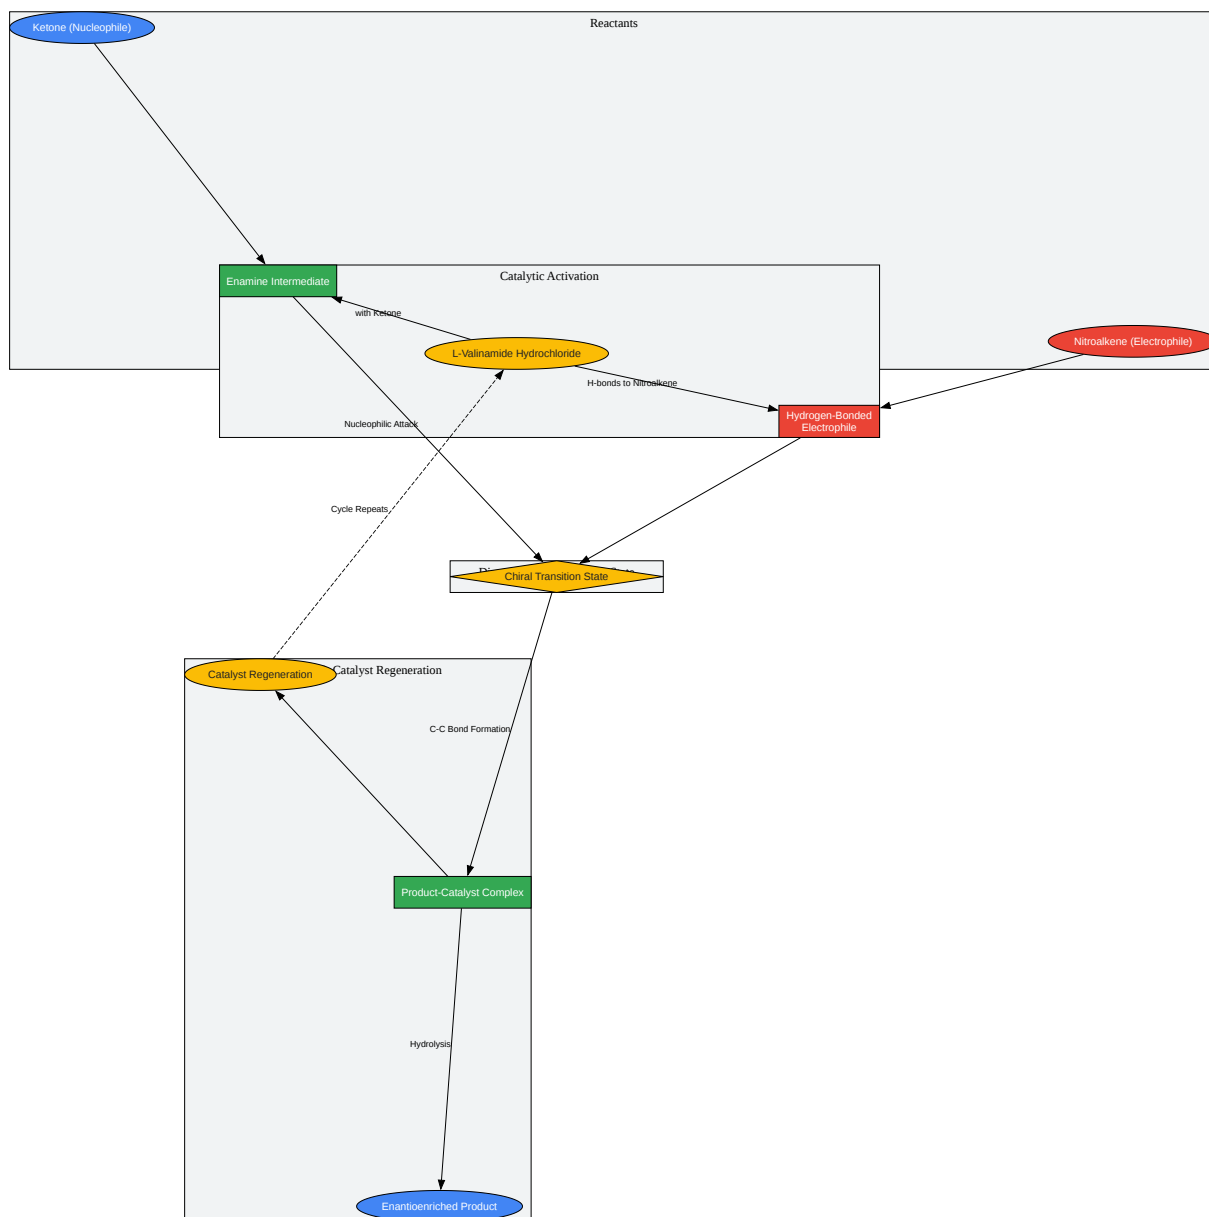 Reactants
Ketone (Nucleophile)
Catalytic Activation
Enamine Intermediate
with Ketone
L-Valinamide Hydrochloride
Nitroalkene (Electrophile)
H-bonds to Nitroalkene
Hydrogen-Bonded
Electrophile
Nucleophilic Attack
Cycle Repeats
Chiral Transition State
Catalyst Regeneration
Catalyst Regeneration
C-C Bond Formation
Product-Catalyst Complex
Hydrolysis
Enantioenriched Product